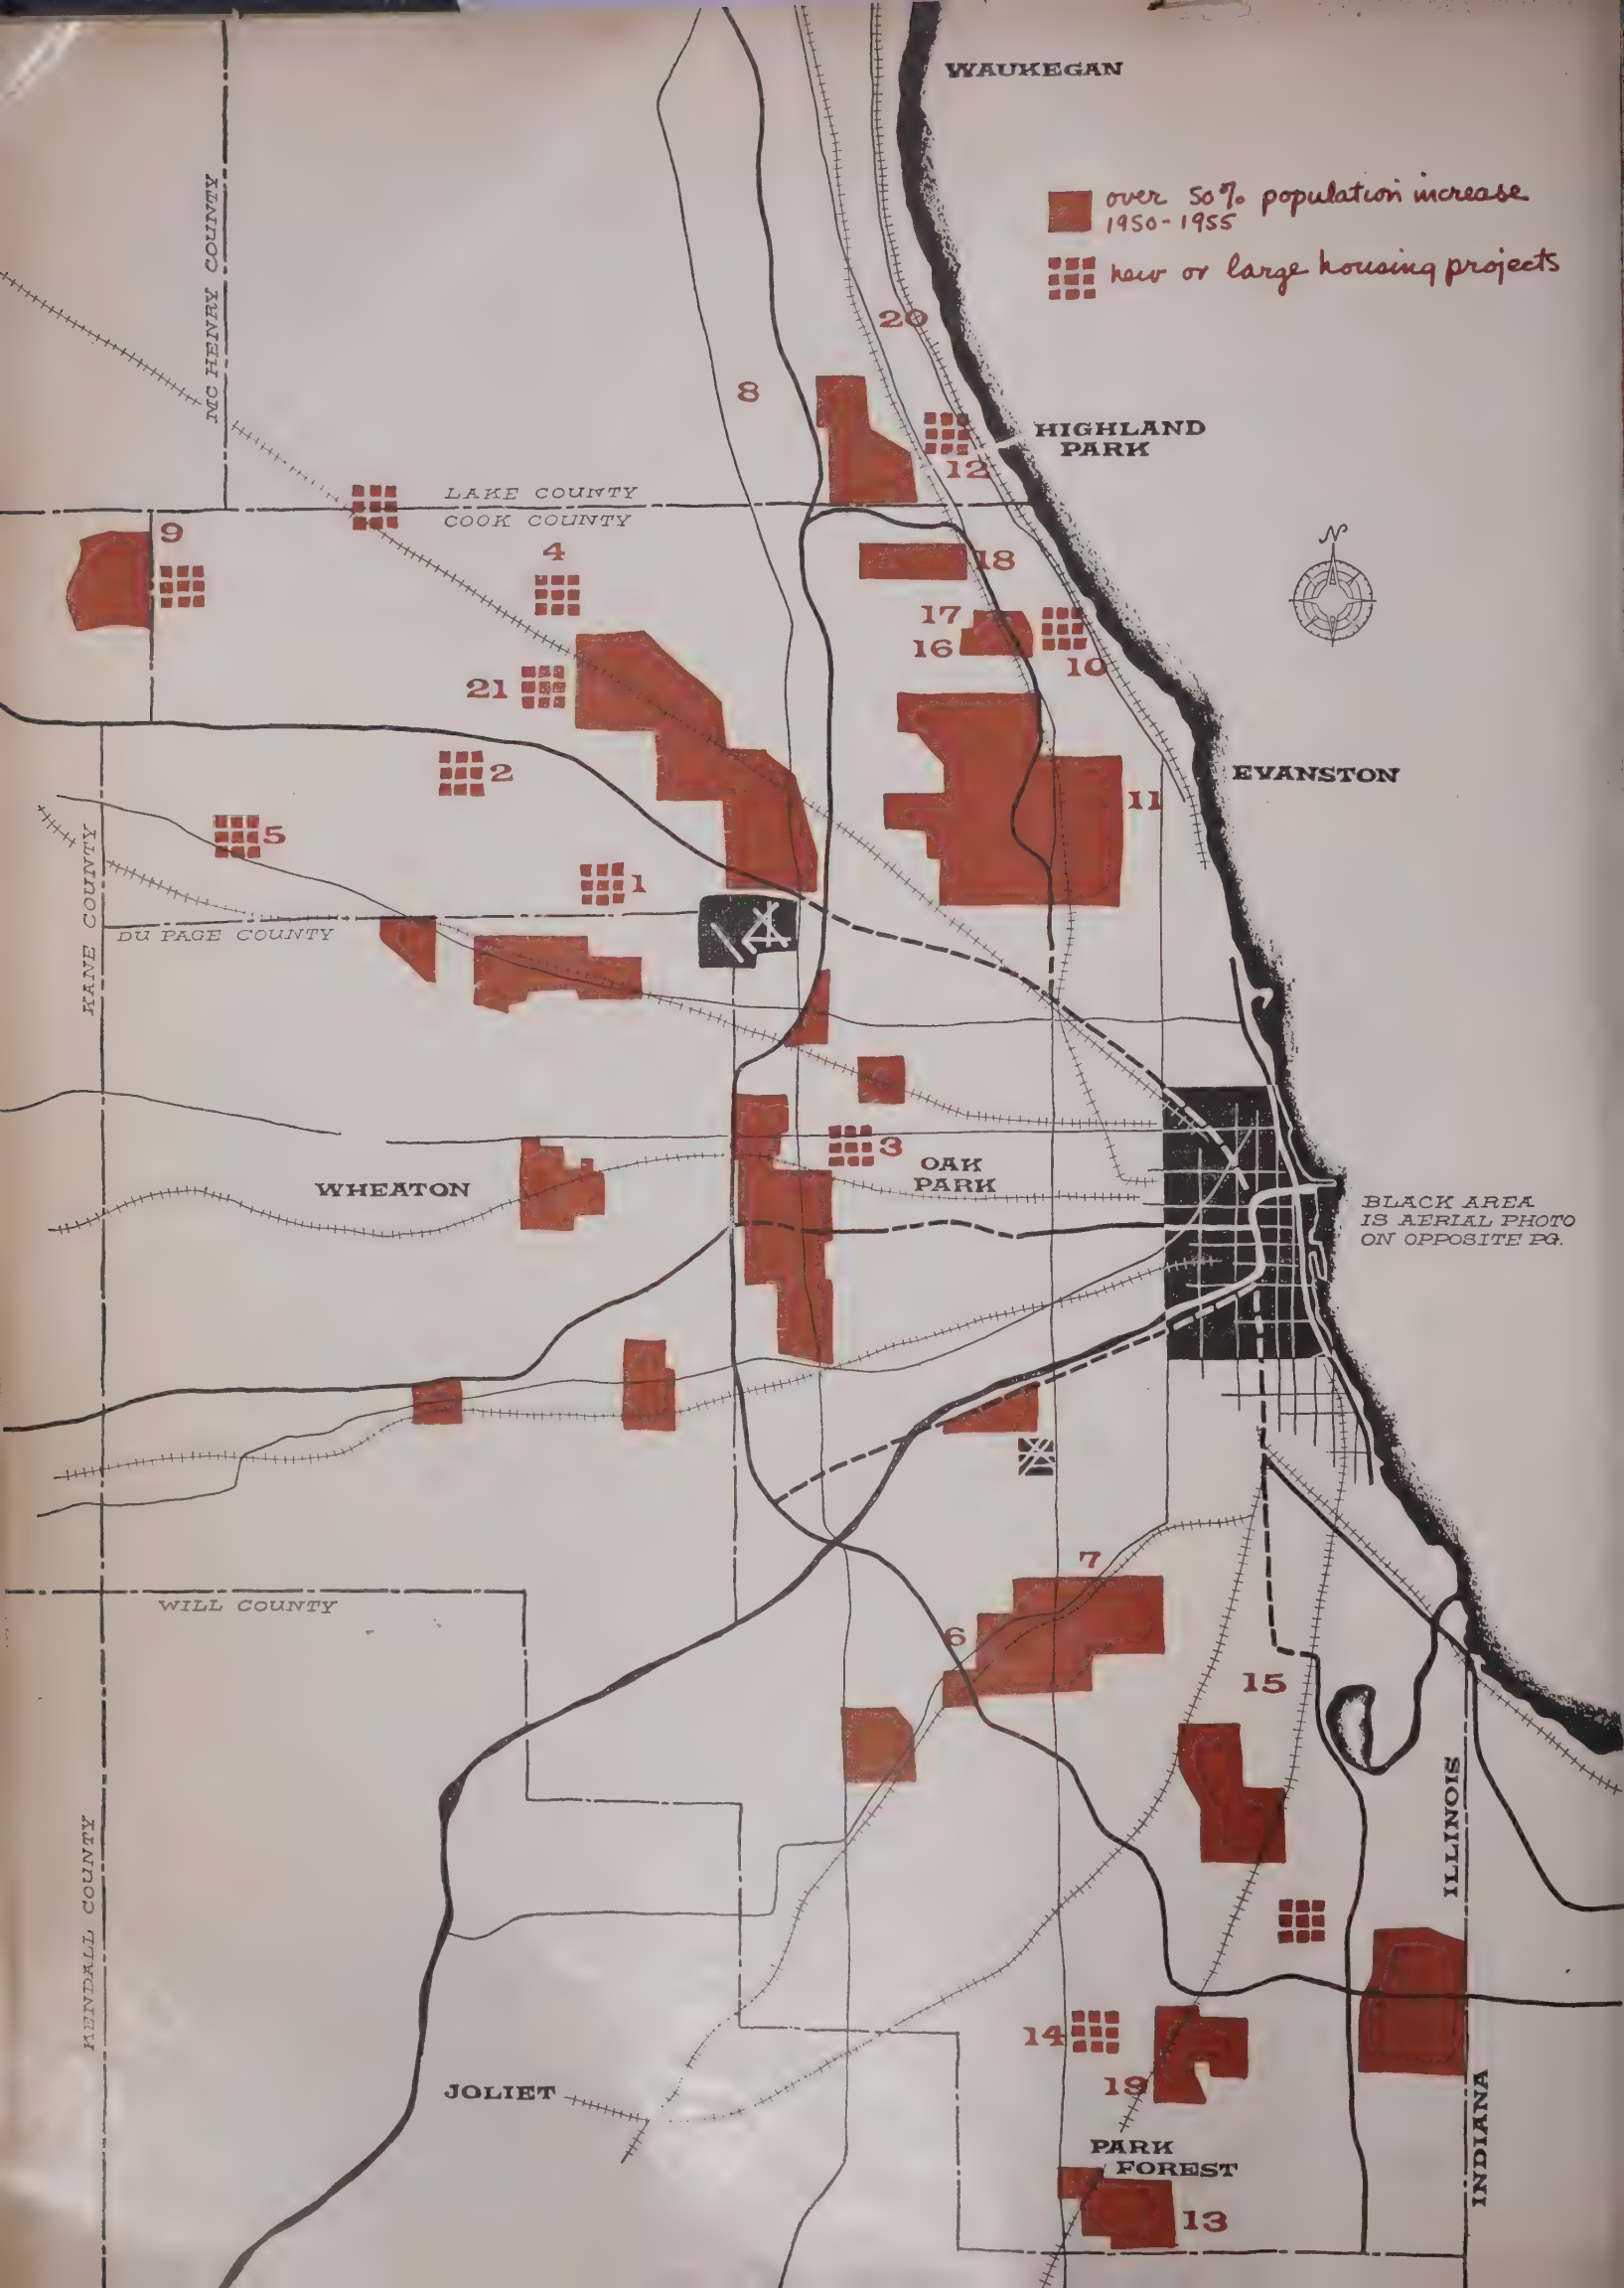 WAUKEGAN
over 50% population increase
1950-1955
new or large housing projects
MC HENRY COUNTY
20
8
HIGHLAND
PARK
12
LAKE COUNTY
COOK COUNTY
9
4
N
18
17
16
10
21
2
EVANSTON
11
5
1
KANE COUNTY
DU PAGE COUNTY
3
OAK
PARK
WHEATON
BLACK AREA
IS AERIAL PHOTO
ON OPPOSITE PG.
7
WILL COUNTY
6
15
ILLINOIS
KENDALL COUNTY
14
19
JOLIET
INDIANA
PARK
FOREST
13